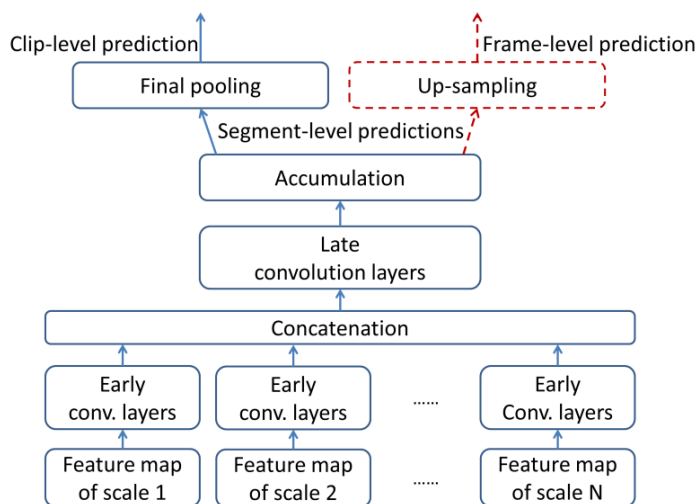 Clip-level prediction
Frame-level prediction
Final pooling
Up-sampling
Segment-level predictions
Accumulation
Late
convolution layers
Concatenation
Early
conv. layers
Early
conv. layers
......
Early
Conv. layers
Feature map
of scale 1
Feature map
of scale 2
......
Feature map
of scale N